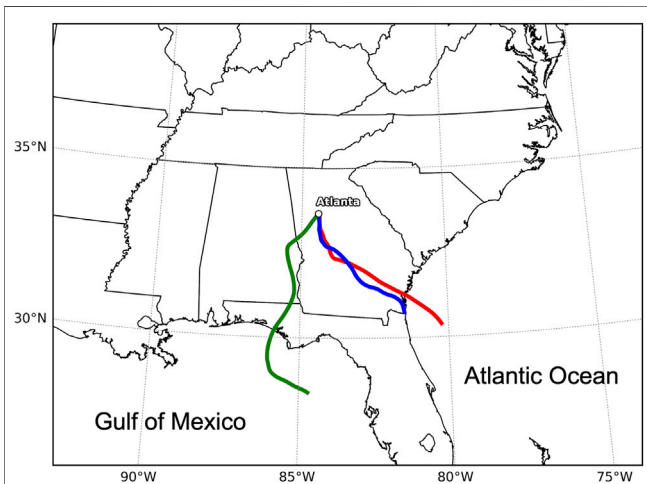 35°N
Atlanta
30°N
Atlantic Ocean
Gulf of Mexico
90°W 85°W 80°W 75°W